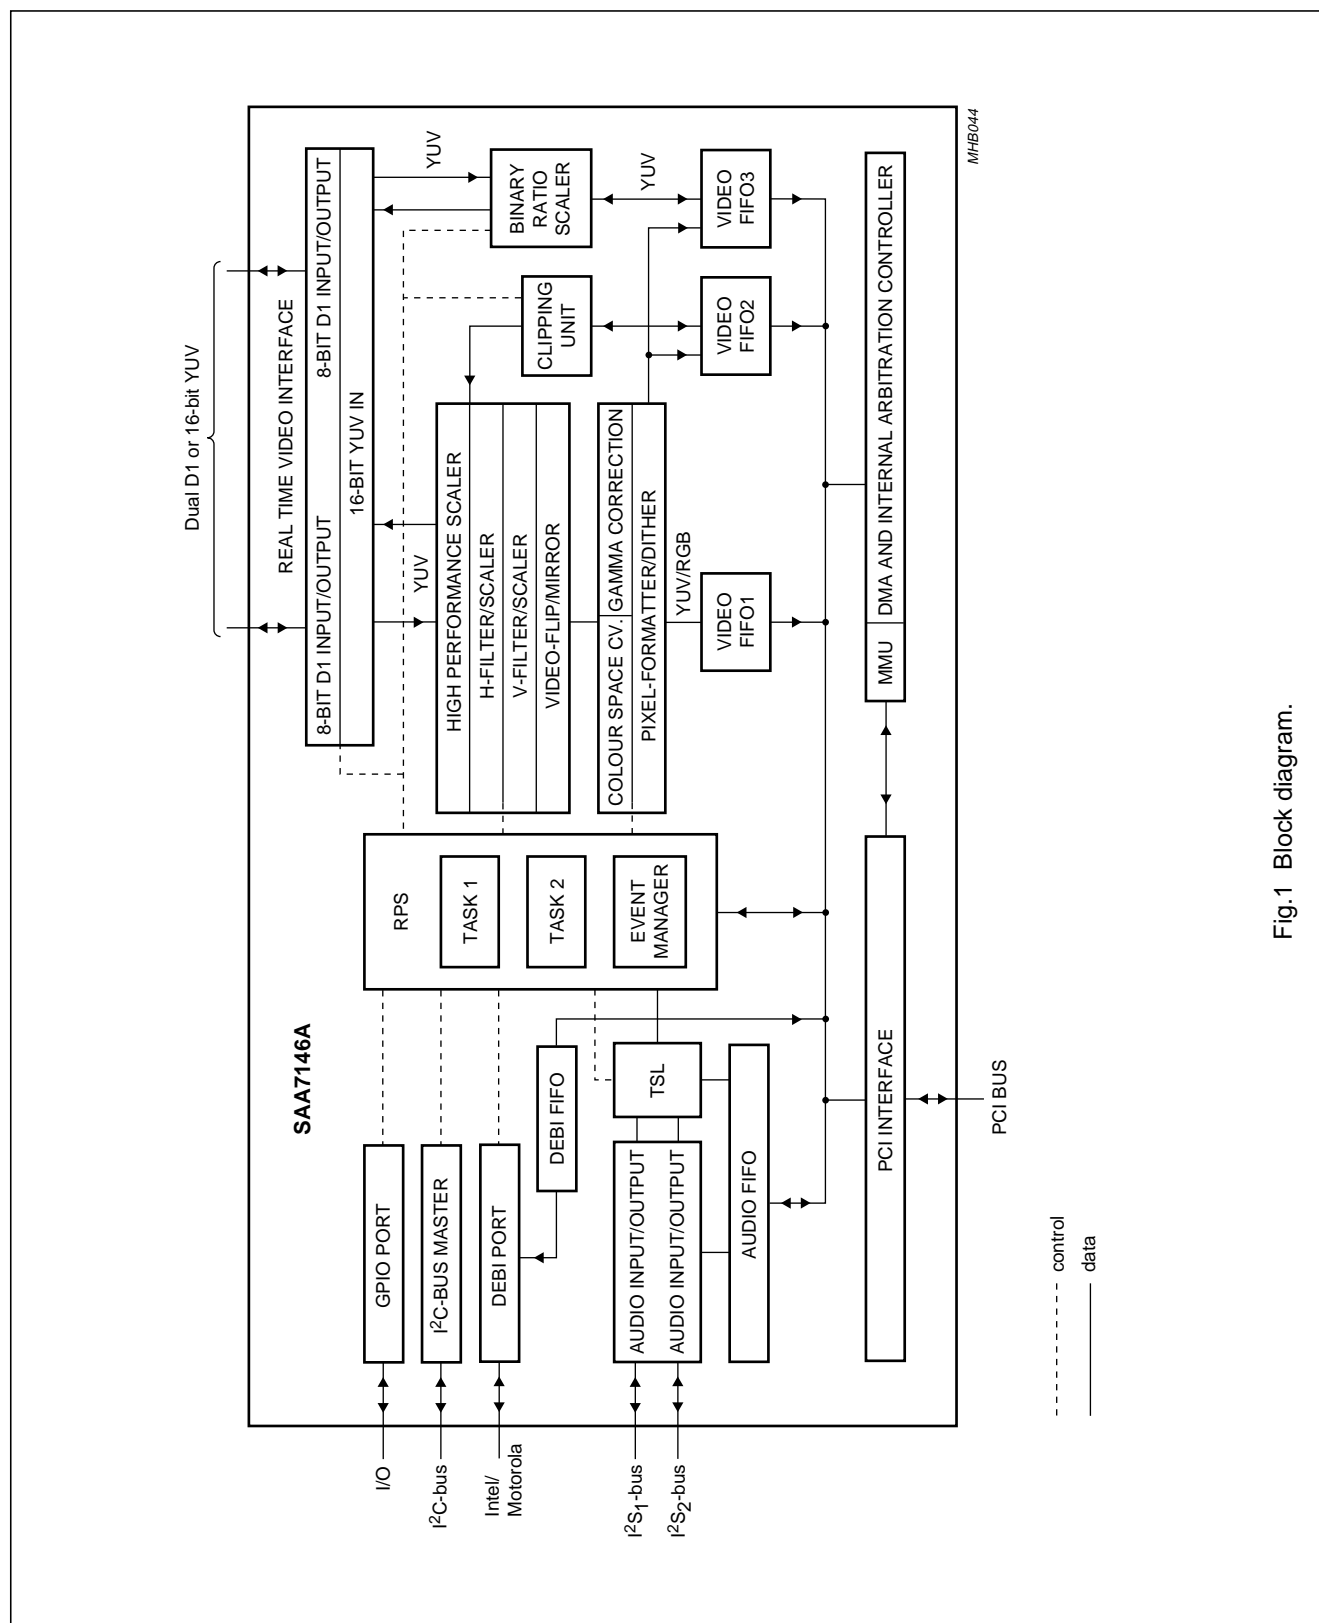 Dual D1 or 16-bit YUV
REAL TIME VIDEO INTERFACE
8-BIT D1 INPUT/OUTPUT
8-BIT D1 INPUT/OUTPUT
16-BIT YUV IN
SAA7146A
YUV
YUV
I/O
GPIO PORT
I2C-bus
I2C-BUS MASTER
Intel/
Motorola
DEBI PORT
DEBI FIFO
RPS
TASK 1
TASK 2
EVENT
MANAGER
HIGH PERFORMANCE SCALER
H-FILTER/SCALER
V-FILTER/SCALER
VIDEO-FLIP/MIRROR
CLIPPING
UNIT
BINARY
RATIO
SCALER
COLOUR SPACE CV.
GAMMA CORRECTION
PIXEL-FORMATTER/DITHER
YUV/RGB
YUV
I2S1-bus
AUDIO INPUT/OUTPUT
I2S2-bus
AUDIO INPUT/OUTPUT
TSL
AUDIO FIFO
VIDEO
FIFO1
VIDEO
FIFO2
VIDEO
FIFO3
PCI INTERFACE
MMU
DMA AND INTERNAL ARBITRATION CONTROLLER
PCI BUS
MHB044
control
data
Fig.1 Block diagram.